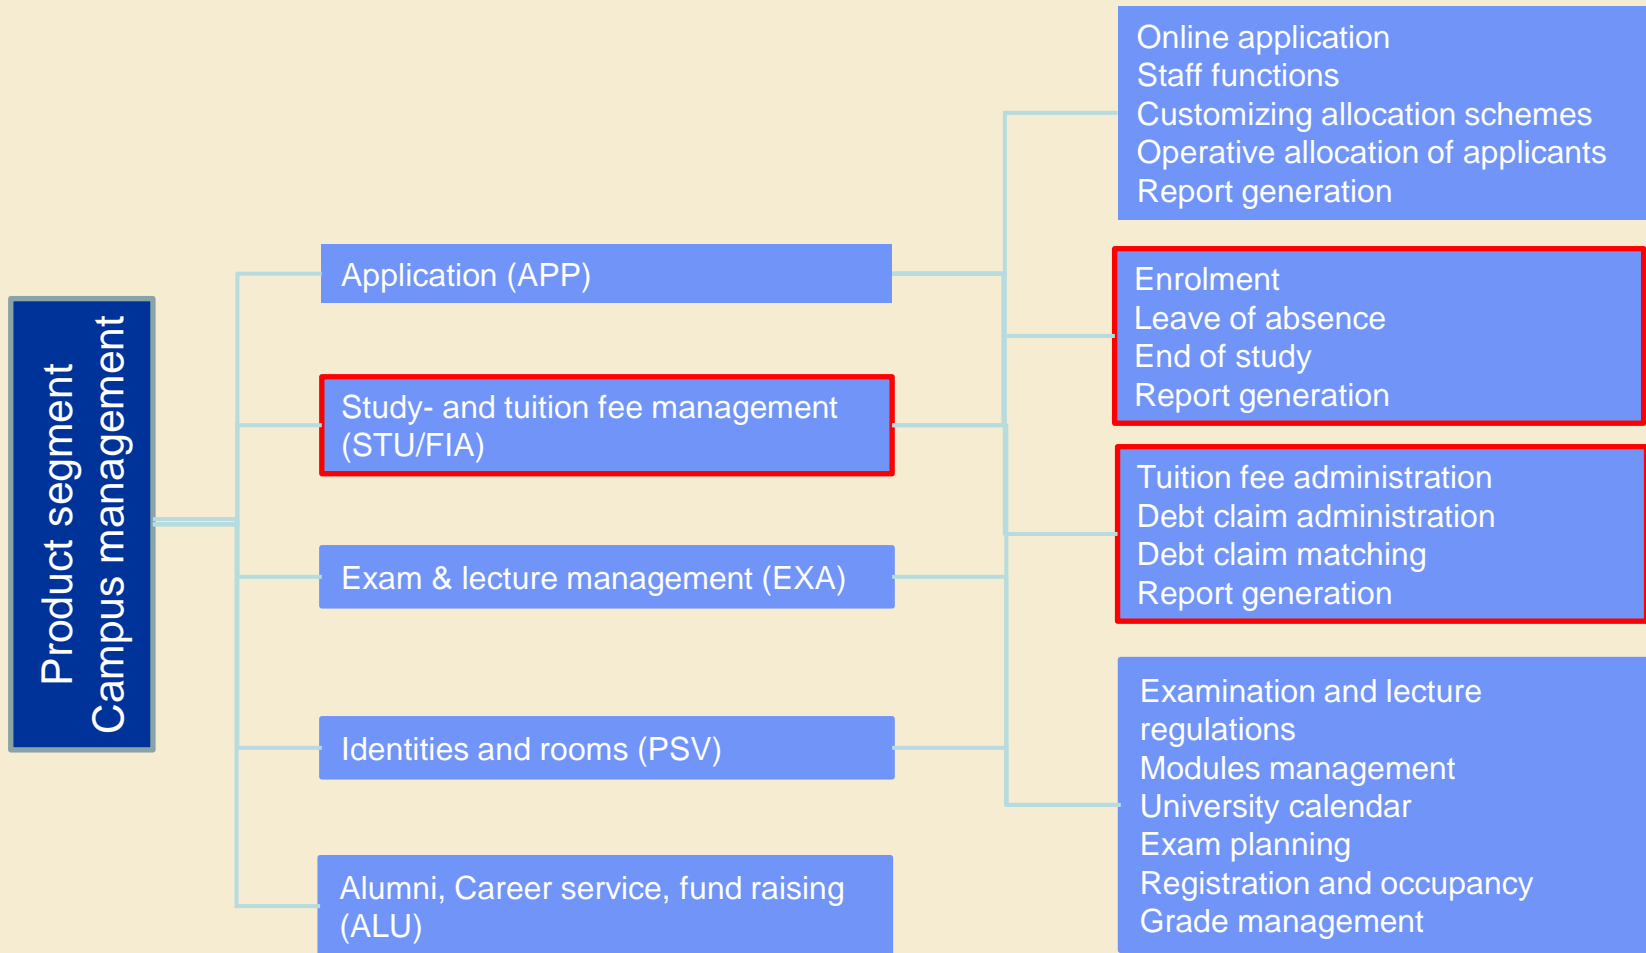 Product segment
Campus management
Application (APP)
Study- and tuition fee management
(STU/FIA)
Exam & lecture management (EXA)
Identities and rooms (PSV)
Alumni, Career service, fund raising
(ALU)
Online application
Staff functions
Customizing allocation schemes
Operative allocation of applicants
Report generation
Enrolment
Leave of absence
End of study
Report generation
Tuition fee administration
Debt claim administration
Debt claim matching
Report generation
Examination and lecture
regulations
Modules management
University calendar
Exam planning
Registration and occupancy
Grade management